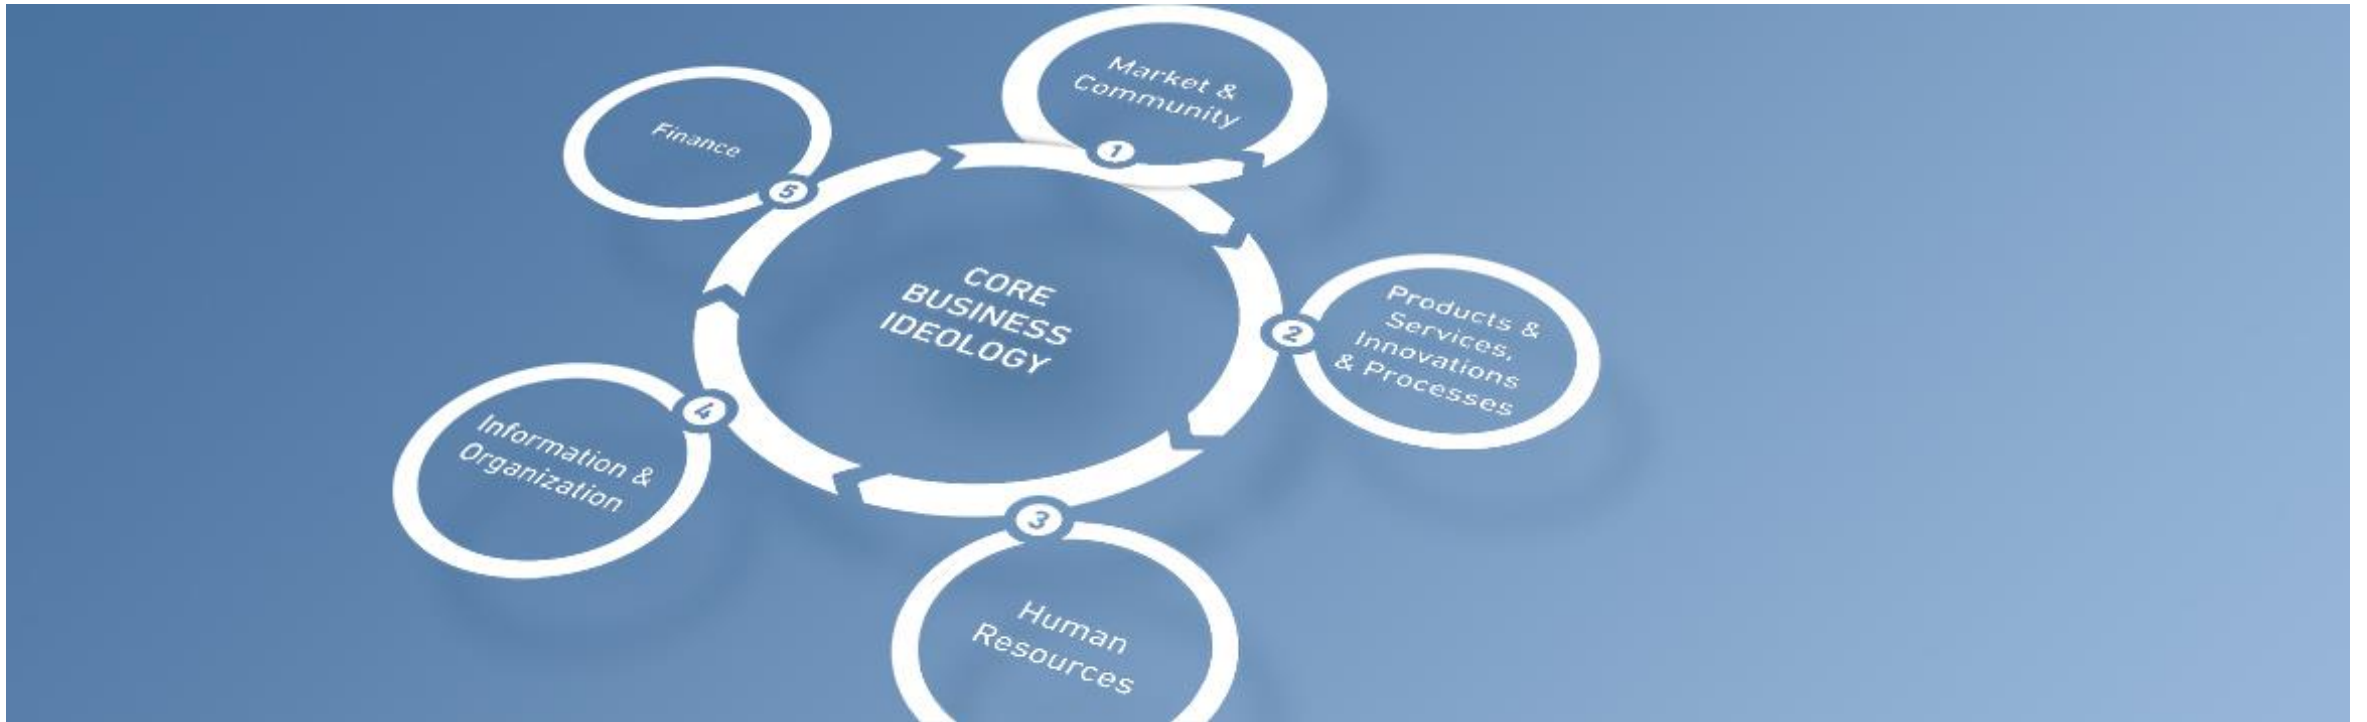 Market &
Community
1
Finance
5
CORE
BUSINESS
IDEOLOGY
Products &
Services,
Innovations
& Processes
2
4
Information &
Organization
3
Human
Resources